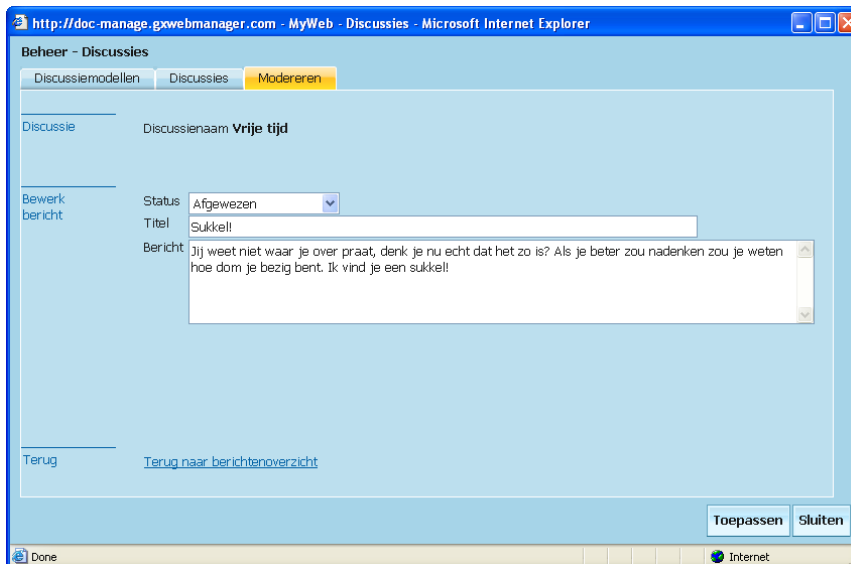 http://doc-manage.gxwebmanager.com - MyWeb - Discussies - Microsoft Internet Explorer
Beheer - Discussies
Discussiemodellen Discussies Modereren
Discussie Discussienaam Vrije tijd
Bewerk bericht
Status Afgewezen
Titel Sukkel!
Bericht Jij weet niet waar je over praat, denk je nu echt dat het zo is? Als je beter zou nadenken zou je weten
hoe dom je bezig bent. Ik vind je een sukkel!
Terug Terug naar berichtenoverzicht
Toepassen Sluiten
Done Internet